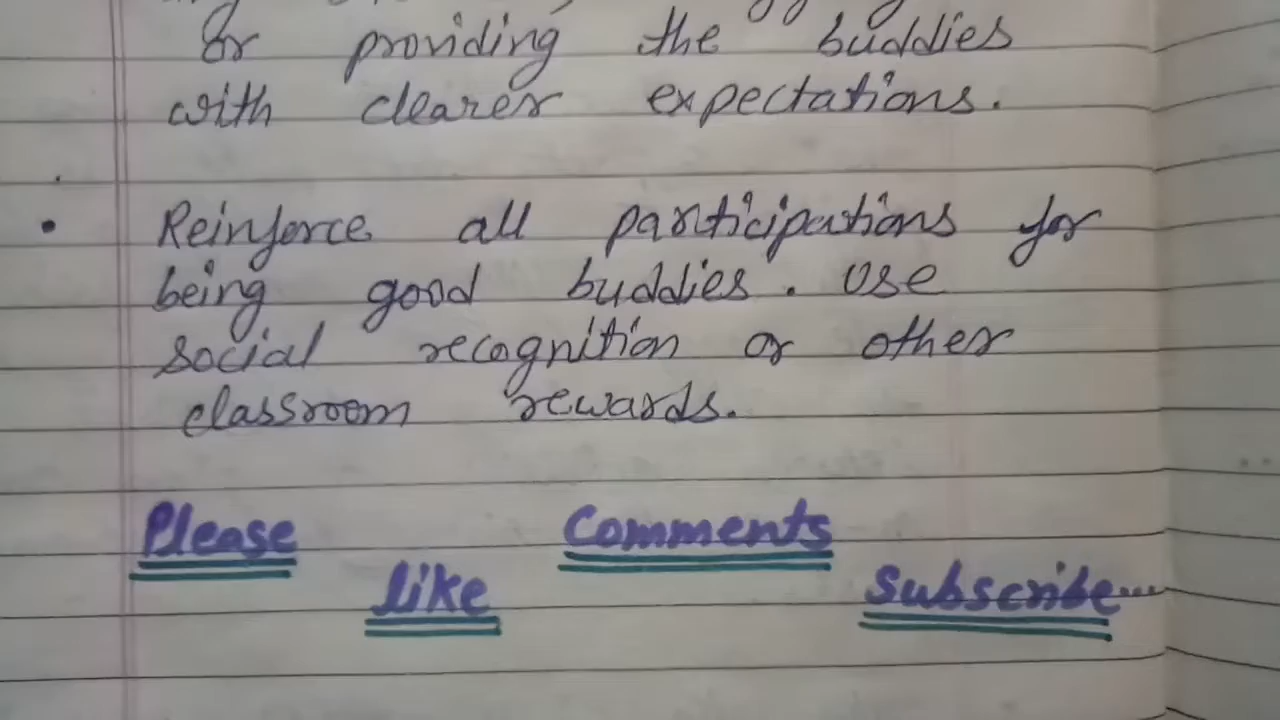 or providing the buddies
with clearer expectations.
• Reinforce all participations for
being good buddies. Use
social recognition or other
classroom rewards.
Please Comments
like Subscribe...